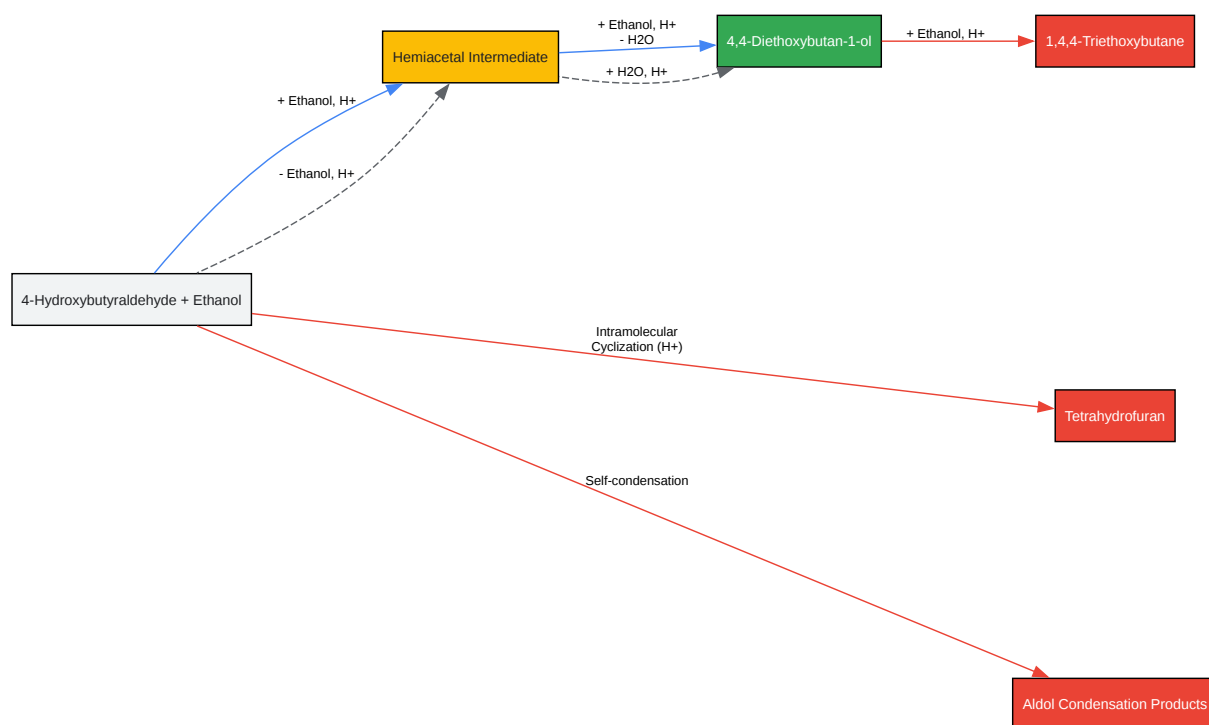 + Ethanol, H+
- H2O
4,4-Diethoxybutan-1-ol
+ Ethanol, H+
1,4,4-Triethoxybutane
Hemiacetal Intermediate
+ H2O, H+
+ Ethanol, H+
- Ethanol, H+
4-Hydroxybutyraldehyde + Ethanol
Intramolecular
Cyclization (H+)
Tetrahydrofuran
Self-condensation
Aldol Condensation Products